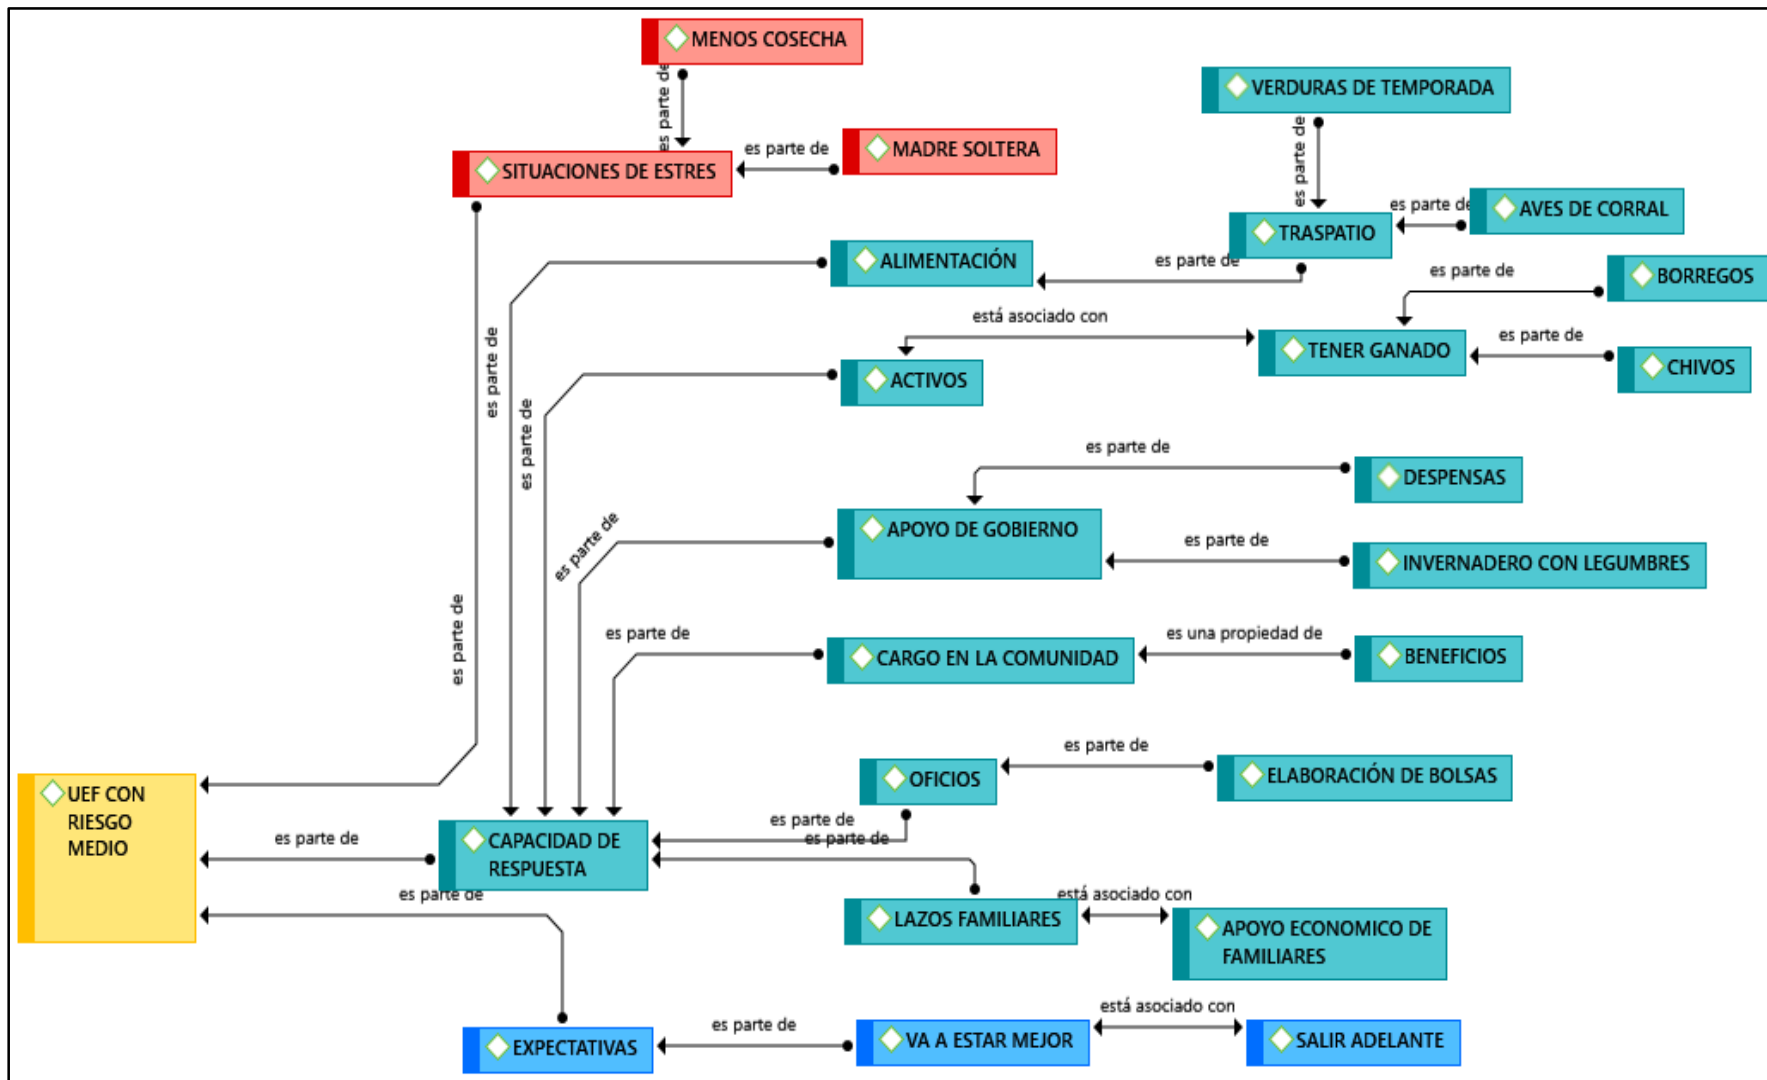 MENOS COSECHA
es parte de
VERDURAS DE TEMPORADA
es parte de
MADRE SOLTERA
es parte de
SITUACIONES DE ESTRES
es parte de
AVES DE CORRAL
es parte de
TRASPATIO
es parte de
ALIMENTACIÓN
es parte de
BORREGOS
es parte de
está asociado con
TENER GANADO
es parte de
CHIVOS
ACTIVOS
es parte de
es parte de
DESPENSAS
APOYO DE GOBIERNO
es parte de
es parte de
INVERNADERO CON LEGUMBRES
es parte de
CARGO EN LA COMUNIDAD
es una propiedad de
BENEFICIOS
es parte de
OFICIOS
es parte de
ELABORACIÓN DE BOLSAS
UEF CON
RIESGO
MEDIO
es parte de
CAPACIDAD DE
RESPUESTA
es parte de
es parte de
es parte de
LAZOS FAMILIARES
está asociado con
APOYO ECONOMICO DE
FAMILIARES
EXPECTATIVAS
es parte de
VA A ESTAR MEJOR
está asociado con
SALIR ADELANTE